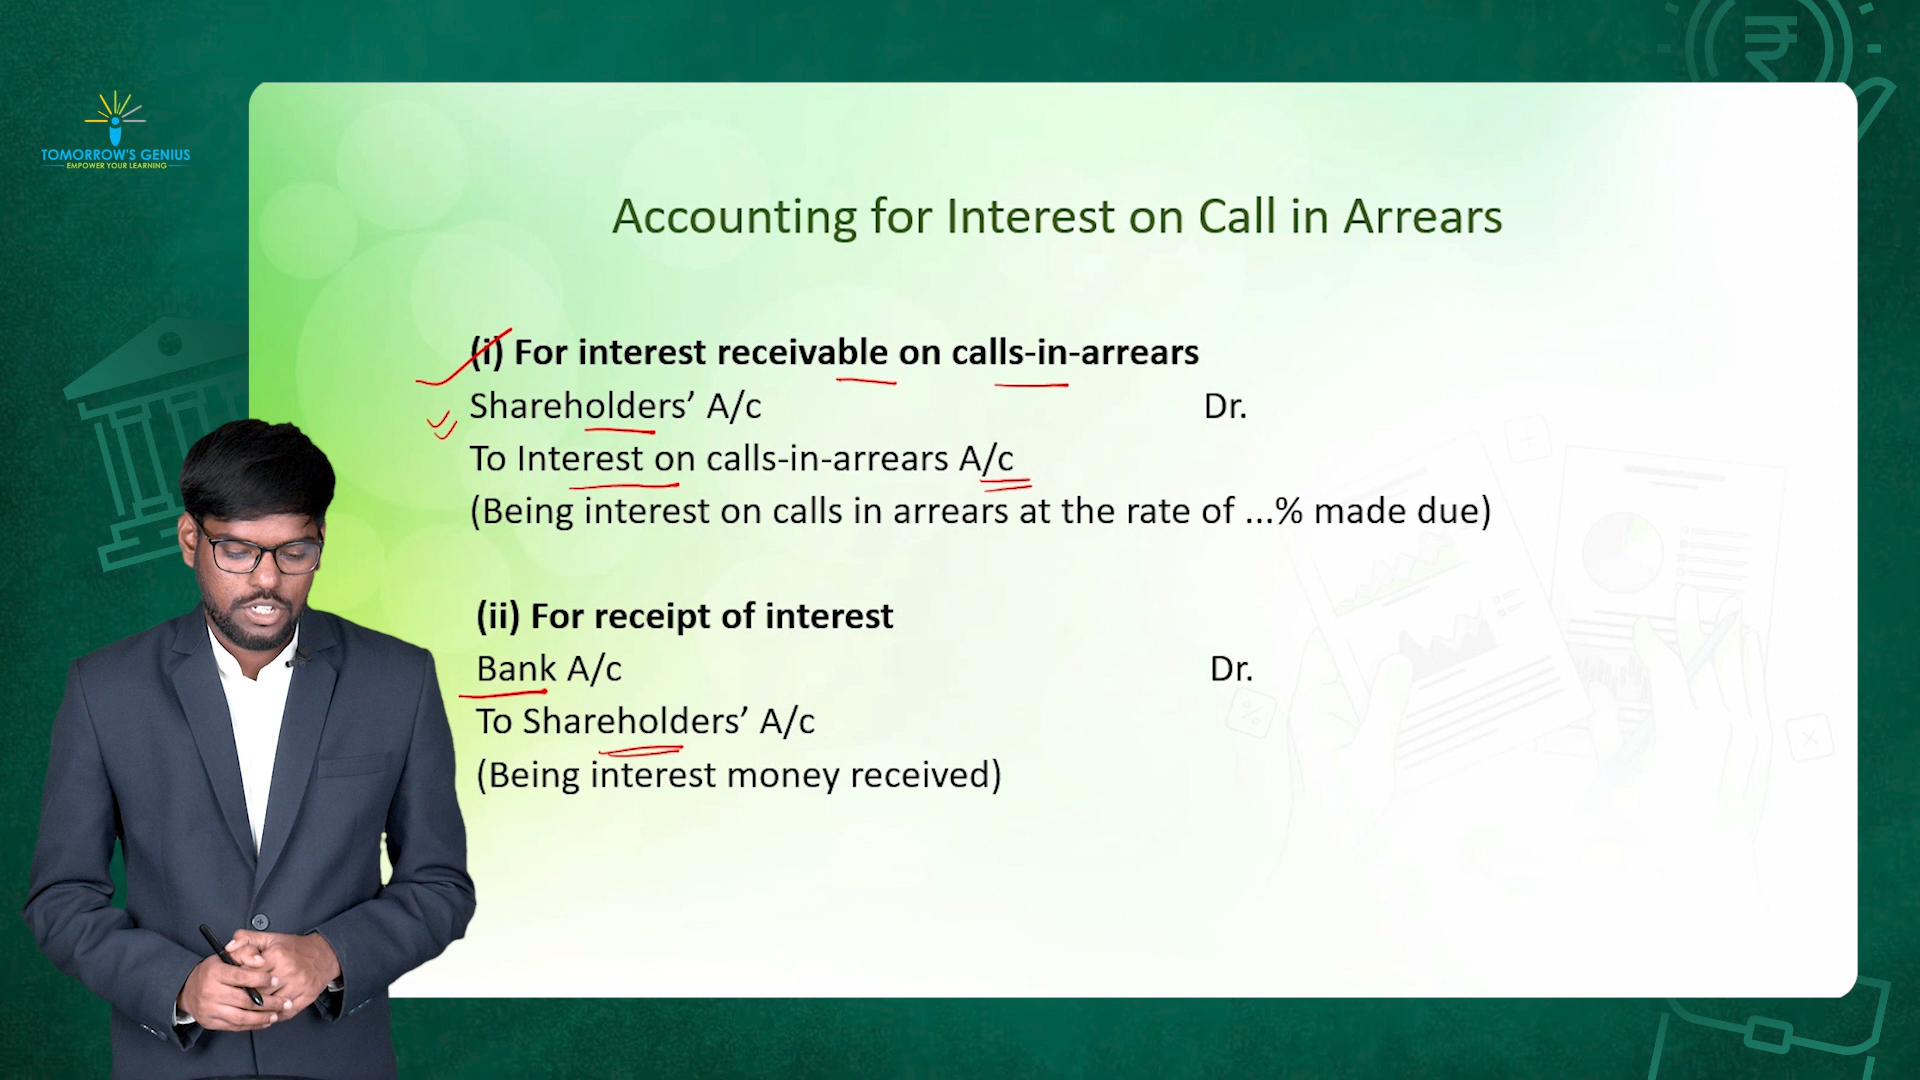 TOMORROW'S GENIUS
EMPOWER YOUR LEARNING
Accounting for Interest on Call in Arrears
(i) For interest receivable on calls-in-arrears
Shareholders’ A/c Dr.
To Interest on calls-in-arrears A/c
(Being interest on calls in arrears at the rate of ...% made due)
(ii) For receipt of interest
Bank A/c Dr.
To Shareholders’ A/c
(Being interest money received)